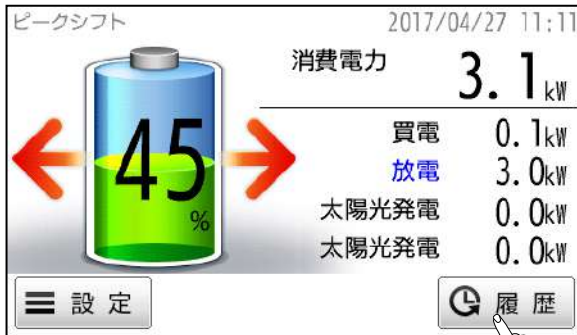 ピークシフト 2017/04/27 11:11
消費電力 3.1kW
45%
買電 0.1kW
放電 3.0kW
太陽光発電 0.0kW
太陽光発電 0.0kW
設定 履歴